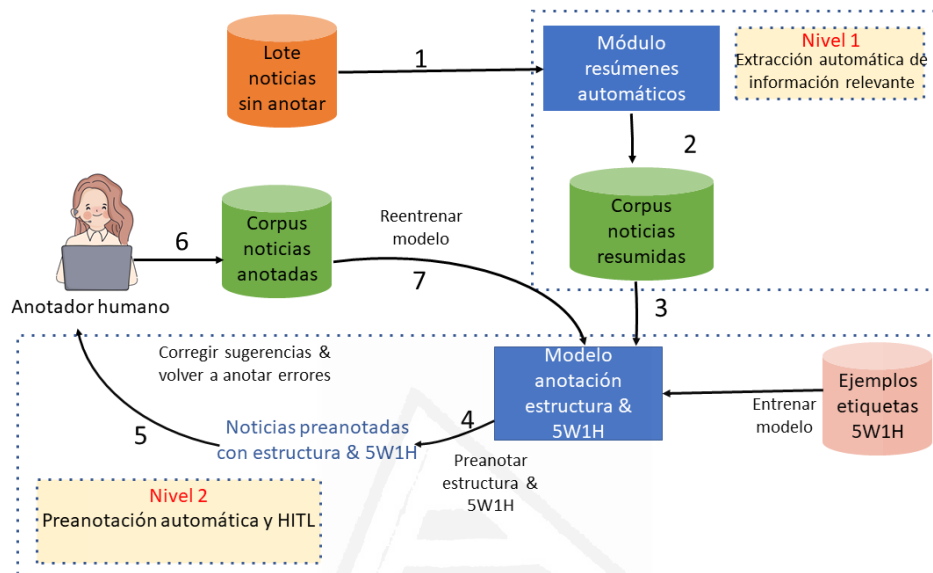 Lote
noticias
sin anotar
1
Módulo
resúmenes
automáticos
Nivel 1
Extracción automática de
información relevante
2
Corpus
noticias
resumidas
3
Anotador humano
6
Corpus
noticias
anotadas
Reentrenar
modelo
7
Modelo
anotación
estructura &
5W1H
Entrenar
modelo
Ejemplos
etiquetas
5W1H
4
Preanotar
estructura &
5W1H
Noticias preanotadas
con estructura & 5W1H
5
Corregir sugerencias &
volver a anotar errores
Nivel 2
Preanotación automática y HITL